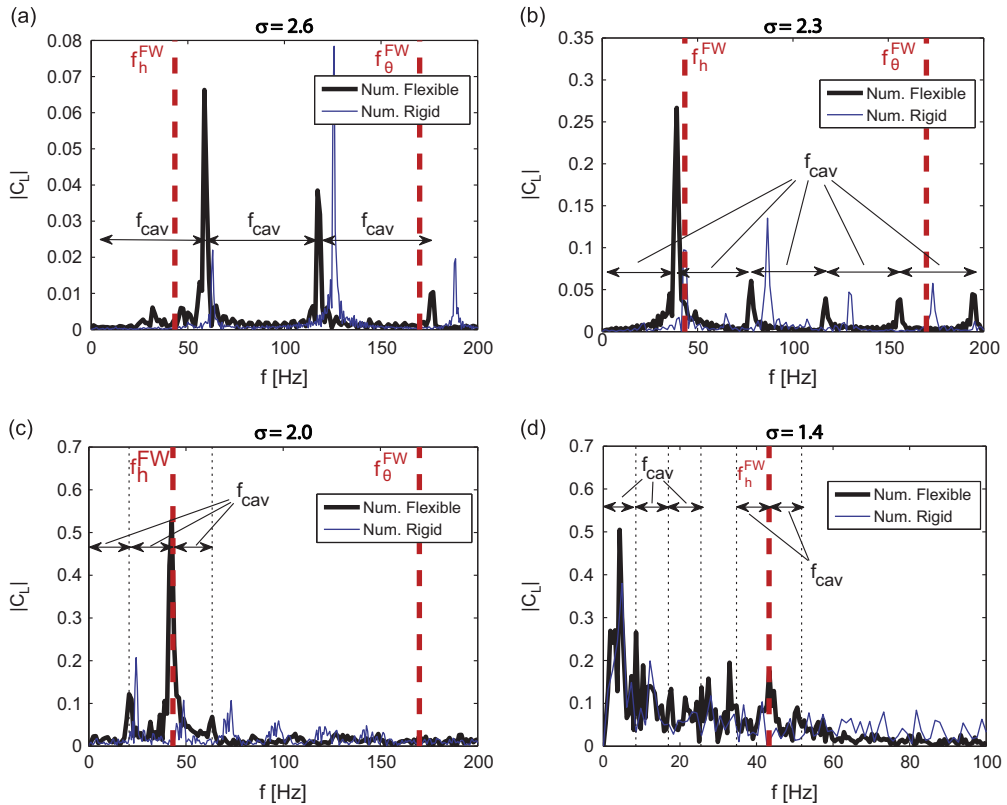 (a)
σ = 2.6
f_h^FW
f_θ^FW
Num. Flexible
Num. Rigid
f_cav
f_cav
f_cav
|C_L|
0.08
0.07
0.06
0.05
0.04
0.03
0.02
0.01
0
0 50 100 150 200
f [Hz]
(b)
σ = 2.3
f_h^FW
f_θ^FW
Num. Flexible
Num. Rigid
f_cav
|C_L|
0.35
0.30
0.25
0.2
0.15
0.1
0.05
0
0 50 100 150 200
f [Hz]
(c)
σ = 2.0
f_h^FW
f_θ^FW
f_cav
Num. Flexible
Num. Rigid
|C_L|
0.7
0.6
0.5
0.4
0.3
0.2
0.1
0
0 50 100 150 200
f [Hz]
(d)
σ = 1.4
f_cav
f_h^FW
Num. Flexible
Num. Rigid
f_cav
|C_L|
0.7
0.6
0.5
0.4
0.3
0.2
0.1
0
0 20 40 60 80 100
f [Hz]